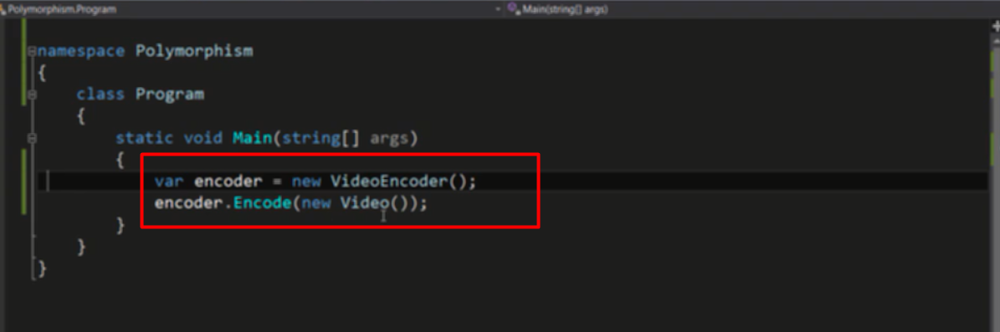 Polymorphism.Program
Main(string[] args)
namespace Polymorphism
{
class Program
{
static void Main(string[] args)
{
var encoder = new VideoEncoder();
encoder.Encode(new Video());
}
}
}